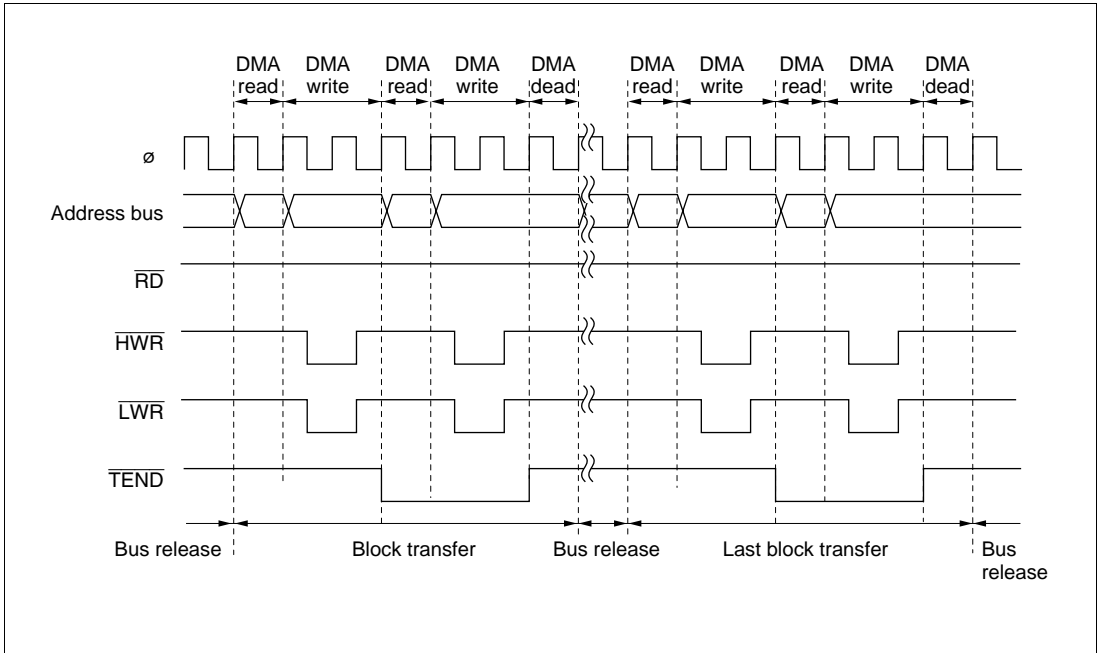 DMA DMA DMA DMA DMA DMA DMA DMA DMA DMA
read write read write dead read write read write dead
ø
Address bus
RD
HWR
LWR
TEND
Bus release Block transfer Bus release Last block transfer Bus
release